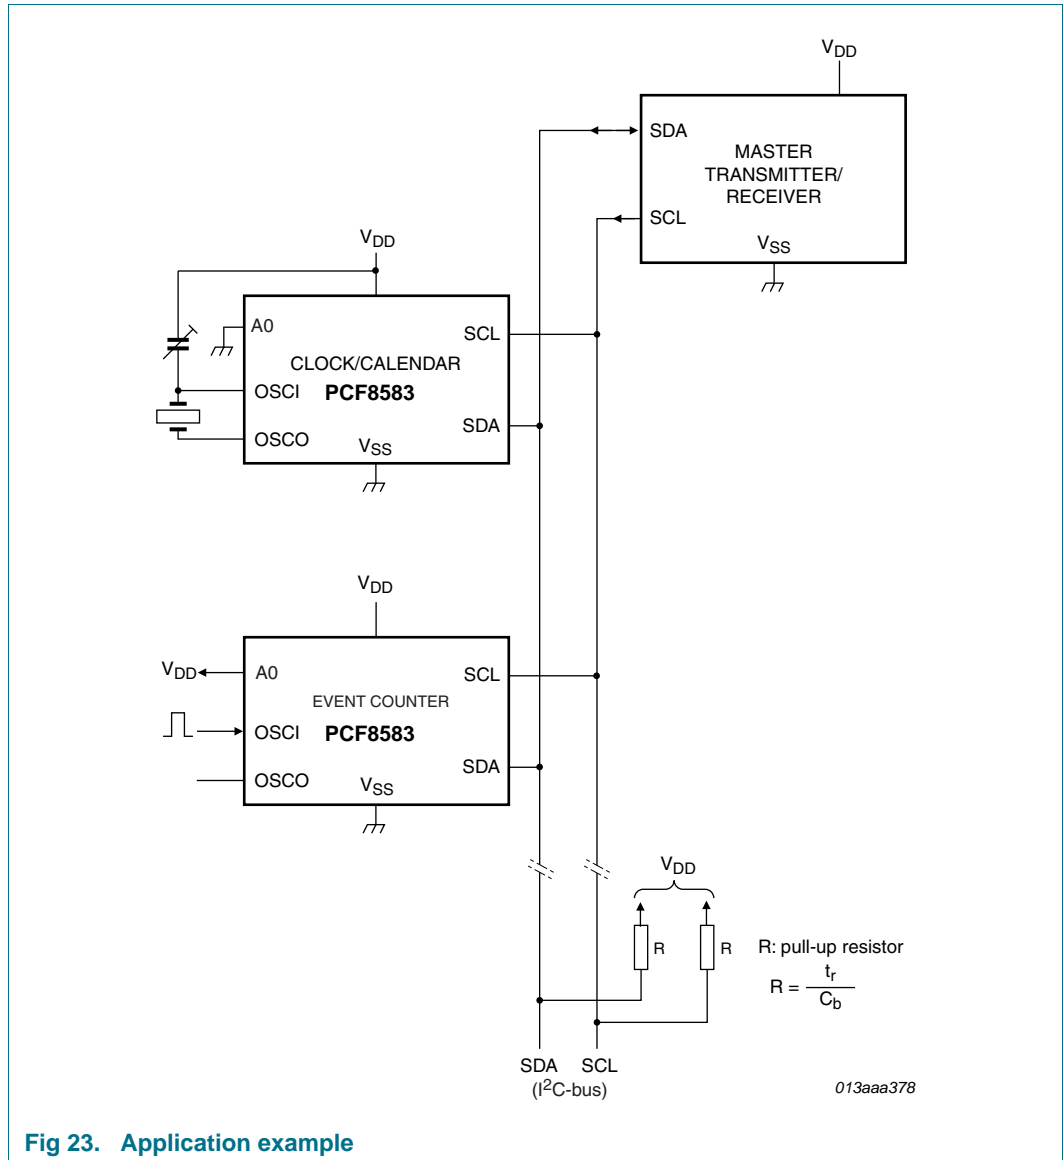 VDD
SDA
MASTER
TRANSMITTER/
RECEIVER
SCL
VSS
VDD
A0
SCL
CLOCK/CALENDAR
OSCI
PCF8583
SDA
OSCO
VSS
VDD
VDD
A0
SCL
EVENT COUNTER
OSCI
PCF8583
SDA
OSCO
VSS
VDD
R
R
R: pull-up resistor
R = tr / Cb
SDA SCL
(I2C-bus)
013aaa378
Fig 23. Application example